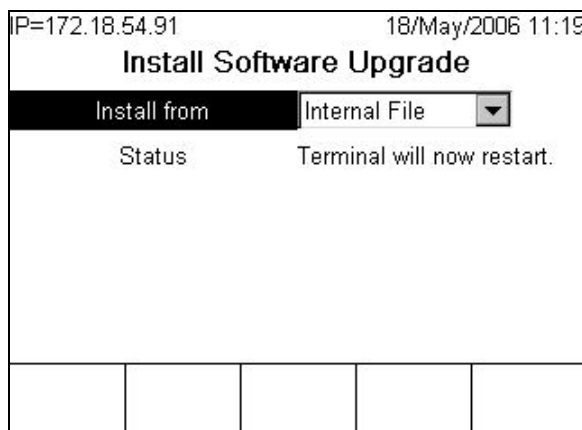 IP=172.18.54.91 18/May/2006 11:19
Install Software Upgrade
Install from Internal File
Status Terminal will now restart.